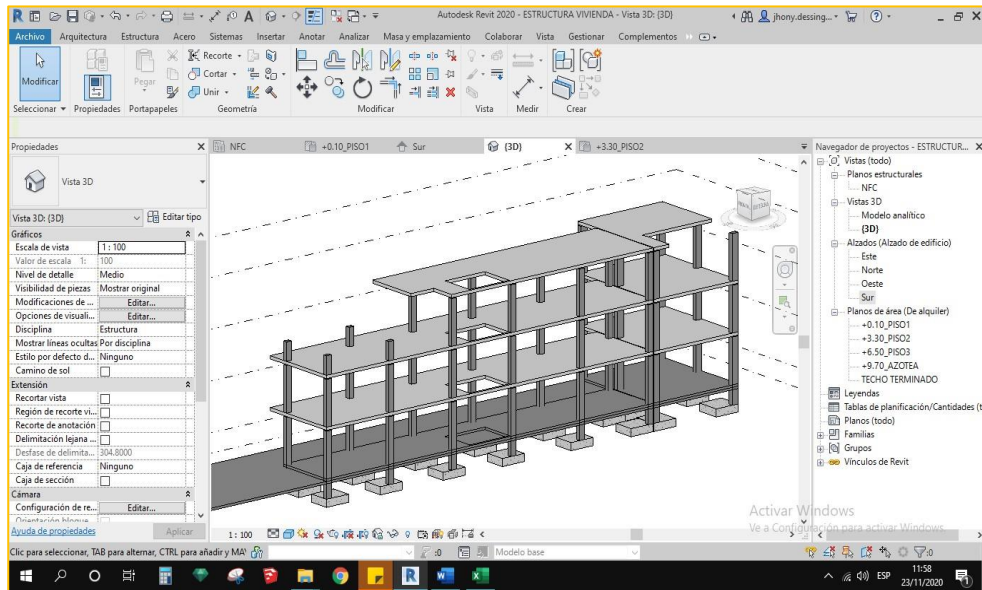 Autodesk Revit 2020 - ESTRUCTURA VIVIENDA - Vista 3D: {3D}
jhony.dessing...
Archivo Arquitectura Estructura Acero Sistemas Insertar Anotar Analizar Masa y emplazamiento Colaborar Vista Gestionar Complementos
Modificar
Pegar
Recorte
Cortar
Unir
Seleccionar Propiedades Portapapeles Geometría Modificar Vista Medir Crear
Propiedades
NFC +0.10_PISO1 Sur {3D} +3.30_PISO2
Navegador de proyectos - ESTRUCTUR...
Vista 3D
Vista 3D: {3D} Editar tipo
Gráficos
Escala de vista 1 : 100
Valor de escala 1: 100
Nivel de detalle Medio
Visibilidad de piezas Mostrar original
Modificaciones de ... Editar...
Opciones de visuali... Editar...
Disciplina Estructura
Mostrar líneas ocultas Por disciplina
Estilo por defecto d... Ninguno
Camino de sol
Extensión
Recortar vista
Región de recorte vi...
Recorte de anotación
Delimitación lejana ...
Desfase de delimita... 304.8000
Caja de referencia Ninguno
Caja de sección
Cámara
Configuración de re... Editar...
Orientación bloque
Ayuda de propiedades Aplicar
Vistas (todo)
Planos estructurales
NFC
Vistas 3D
Modelo analítico
{3D}
Alzados (Alzado de edificio)
Este
Norte
Oeste
Sur
Planos de área (De alquiler)
+0.10_PISO1
+3.30_PISO2
+6.50_PISO3
+9.70_AZOTEA
TECHO TERMINADO
Leyendas
Tablas de planificación/Cantidades (t
Planos (todo)
Familias
Grupos
Vínculos de Revit
Activar Windows
Ve a Configuración para activar Windows.
1 : 100
Clic para seleccionar, TAB para alternar, CTRL para añadir y MA
:0 Modelo base :0
ESP 11:58
23/11/2020